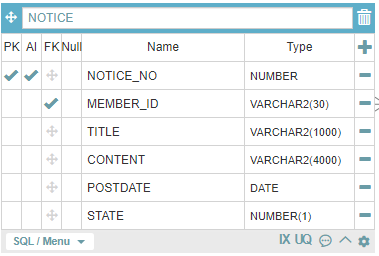 NOTICE
PK AI FK Null Name Type
NOTICE_NO NUMBER
MEMBER_ID VARCHAR2(30)
TITLE VARCHAR2(1000)
CONTENT VARCHAR2(4000)
POSTDATE DATE
STATE NUMBER(1)
SQL / Menu IX UQ